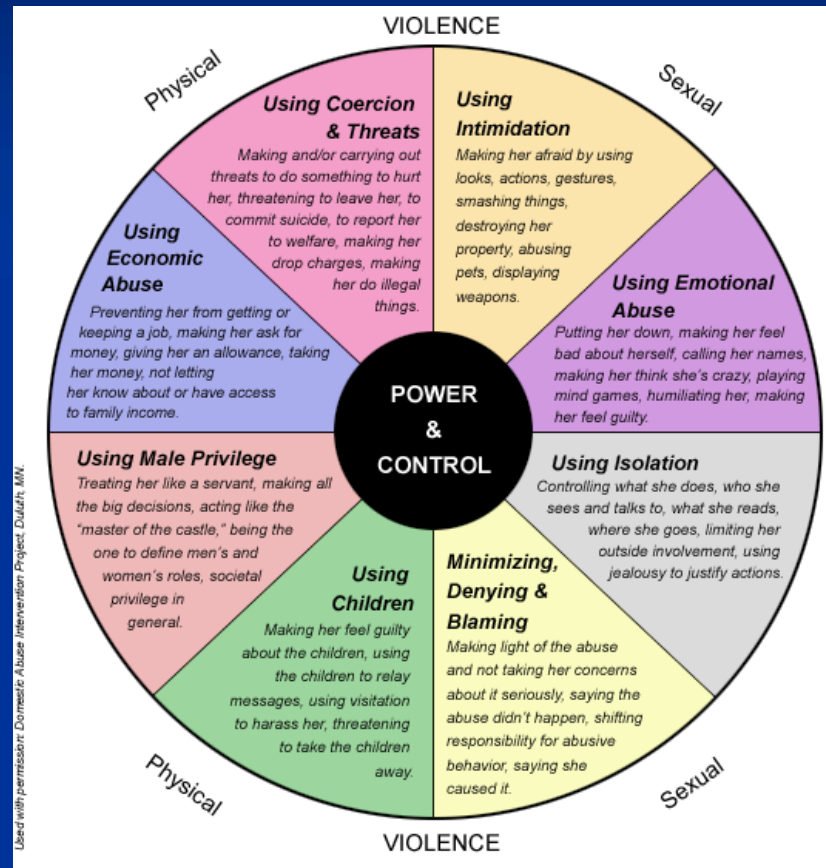 VIOLENCE
Physical
Sexual
Using Coercion
& Threats
Making and/or carrying out
threats to do something to hurt
her, threatening to leave her, to
commit suicide, to report her
to welfare, making her
drop charges, making
her do illegal
things.
Using
Intimidation
Making her afraid by using
looks, actions, gestures,
smashing things,
destroying her
property, abusing
pets, displaying
weapons.
Using Emotional
Abuse
Putting her down, making her feel
bad about herself, calling her names,
making her think she's crazy, playing
mind games, humiliating her, making
her feel guilty.
Using Isolation
Controlling what she does, who she
sees and talks to, what she reads,
where she goes, limiting her
outside involvement, using
jealousy to justify actions.
Minimizing,
Denying &
Blaming
Making light of the abuse
and not taking her concerns
about it seriously, saying the
abuse didn't happen, shifting
responsibility for abusive
behavior, saying she
caused it.
Using
Children
Making her feel guilty
about the children, using
the children to relay
messages, using visitation
to harass her, threatening
to take the children
away.
Using Male Privilege
Treating her like a servant, making all
the big decisions, acting like the
"master of the castle," being the
one to define men's and
women's roles, societal
privilege in
general.
Using
Economic
Abuse
Preventing her from getting or
keeping a job, making her ask for
money, giving her an allowance, taking
her money, not letting
her know about or have access
to family income.
POWER
&
CONTROL
Physical
Sexual
VIOLENCE
Used with permission: Domestic Abuse Intervention Project, Duluth, MN.